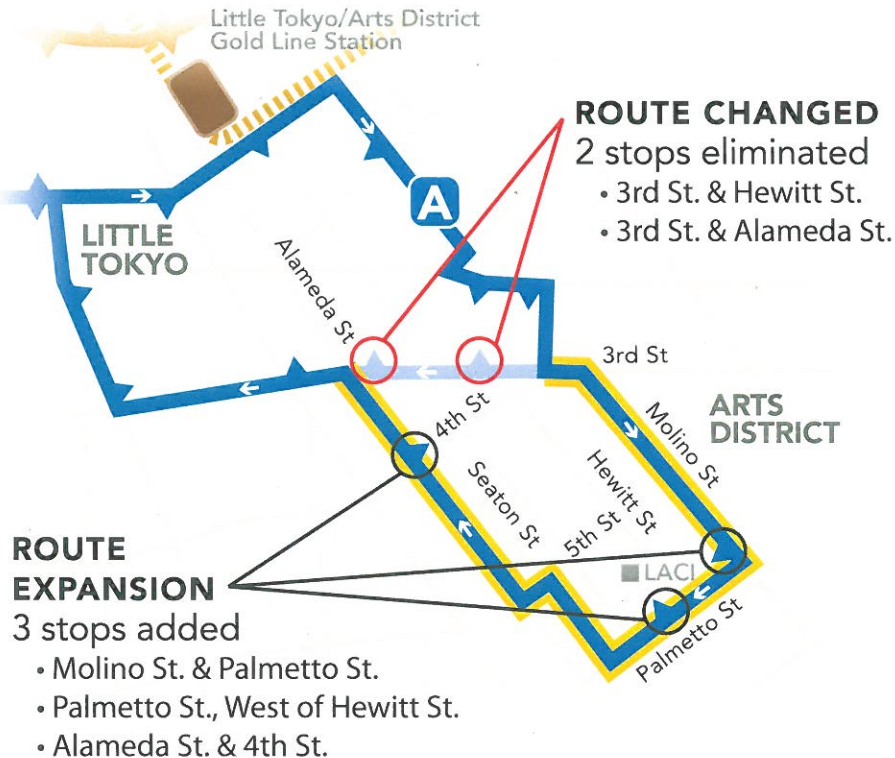 Little Tokyo/Arts District
Gold Line Station
ROUTE CHANGED
2 stops eliminated
• 3rd St. & Hewitt St.
• 3rd St. & Alameda St.
A
LITTLE
TOKYO
Alameda St
3rd St
4th St
Molino St
ARTS
DISTRICT
Hewitt St
Seaton St
5th St
LACI
Palmetto St
ROUTE
EXPANSION
3 stops added
• Molino St. & Palmetto St.
• Palmetto St., West of Hewitt St.
• Alameda St. & 4th St.